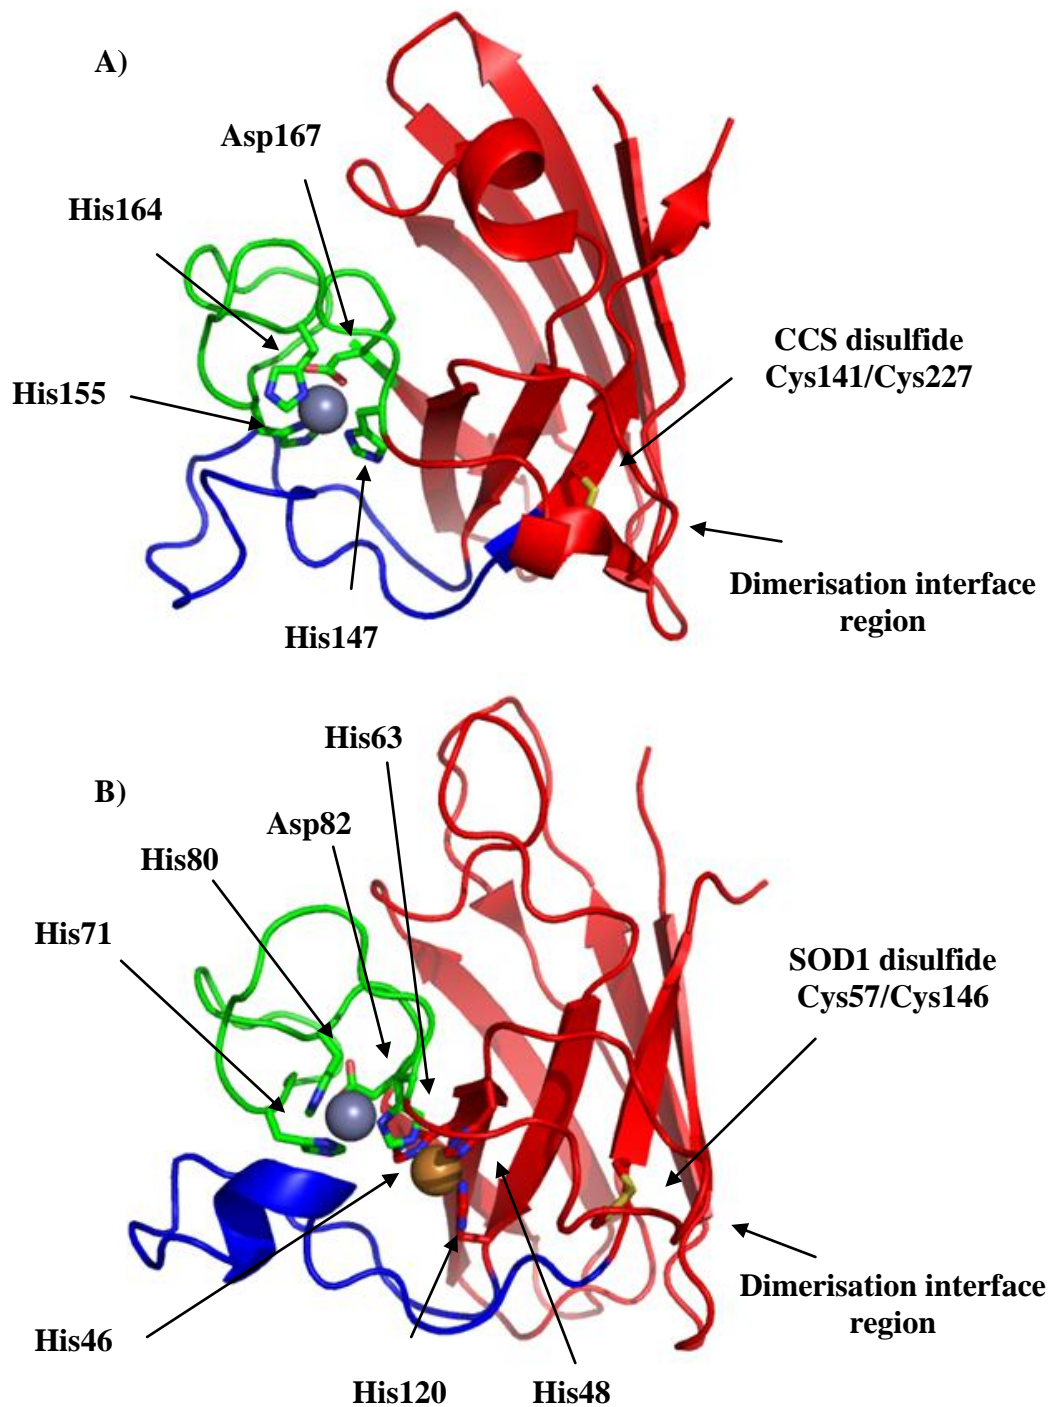 A)
Asp167
His164
His155
CCS disulfide
Cys141/Cys227
Dimerisation interface
region
His147
His63
B)
Asp82
His80
His71
SOD1 disulfide
Cys57/Cys146
Dimerisation interface
region
His46
His120
His48